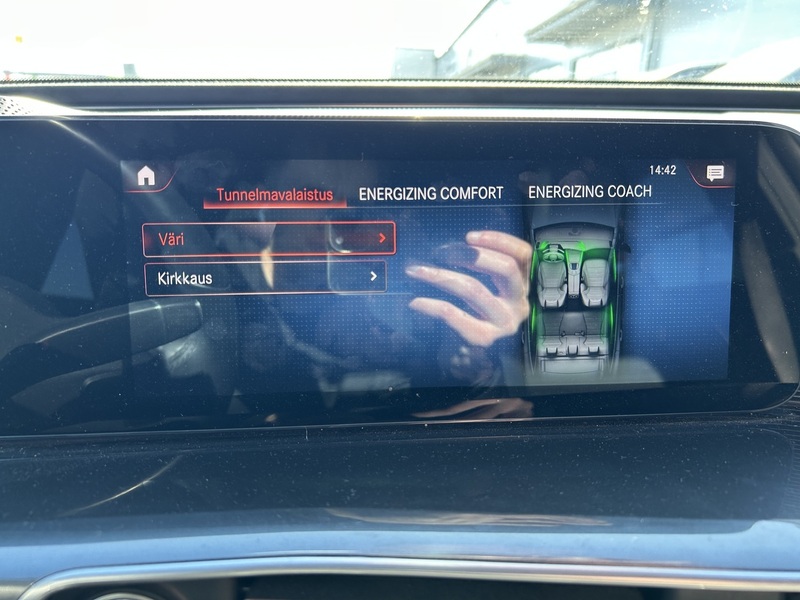 14:42
Tunnelmavalaistus ENERGIZING COMFORT ENERGIZING COACH
Väri
Kirkkaus